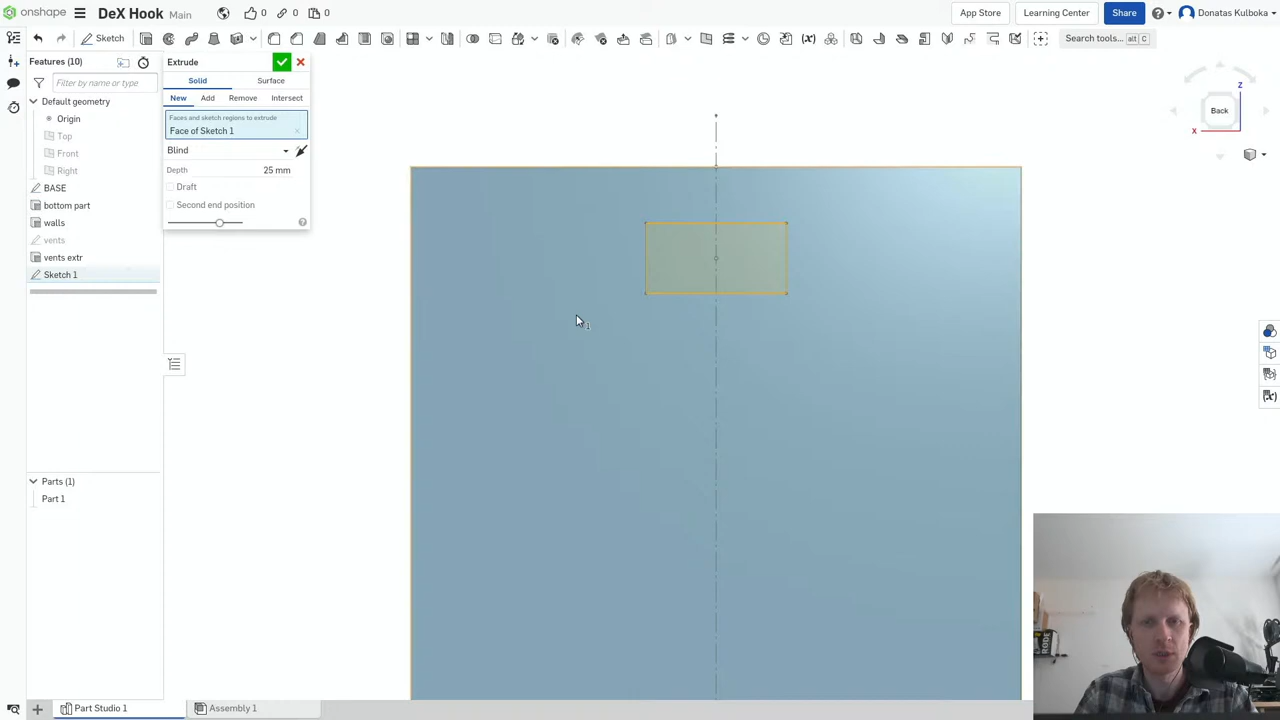 onshape
DeX Hook Main
0
0
0
App Store
Learning Center
Share
Donatas Kulboka
Sketch
Search tools... alt C
Features (10)
Filter by name or type
Default geometry
Origin
Top
Front
Right
BASE
bottom part
walls
vents
vents extr
Sketch 1
Extrude
Solid
Surface
New
Add
Remove
Intersect
Faces and sketch regions to extrude
Face of Sketch 1
Blind
Depth
25 mm
Draft
Second end position
Z
Back
X
1
Parts (1)
Part 1
RODE
Part Studio 1
Assembly 1